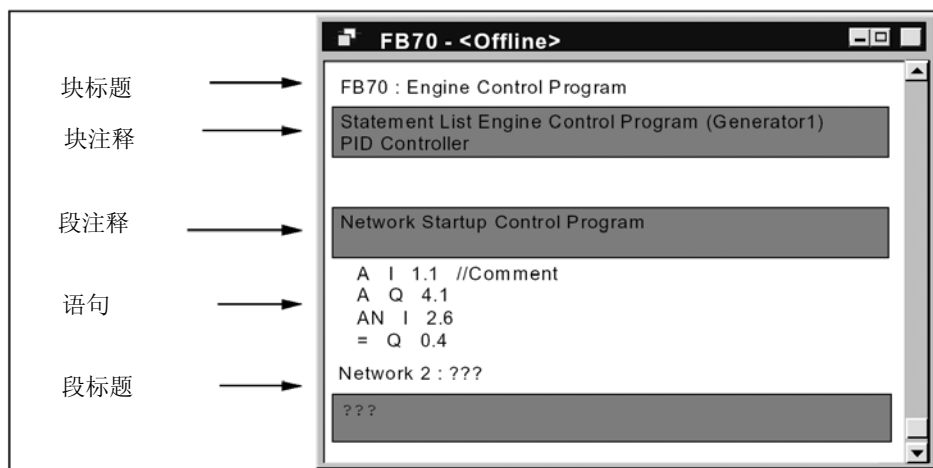 FB70 - <Offline>
块标题
FB70 : Engine Control Program
块注释
Statement List Engine Control Program (Generator1)
PID Controller
段注释
Network Startup Control Program
语句
A I 1.1 //Comment
A Q 4.1
AN I 2.6
= Q 0.4
段标题
Network 2 : ???
???